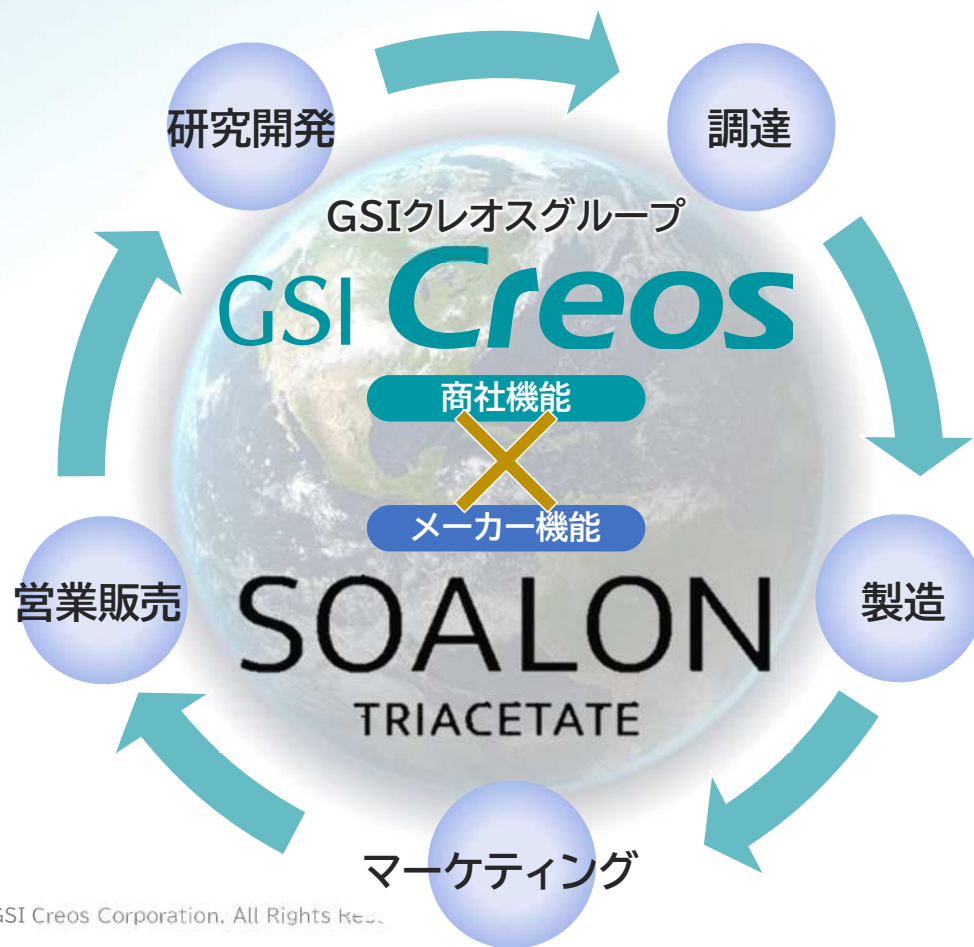 研究開発
調達
GSIクレオスグループ
GSI Creos
商社機能
メーカー機能
営業販売
製造
SOALON
TRIACETATE
マーケティング
GSI Creos Corporation. All Rights